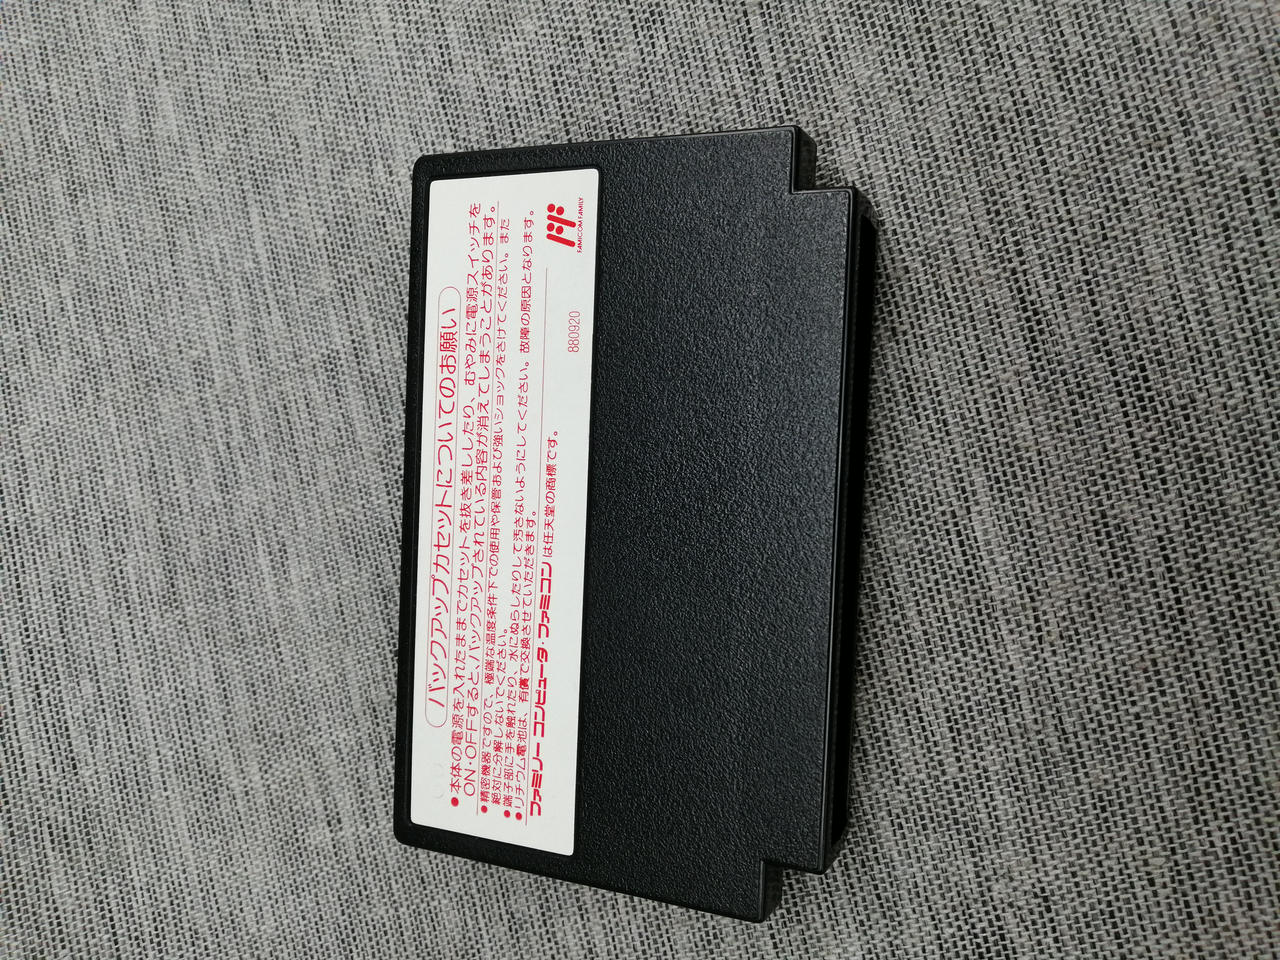 バックアップカセットについてのお願い
●本体の電源を入れたままでカセットを抜き差ししたり、むやみに電源スイッチを
ON・OFFすると、バックアップされている内容が消えてしまうことがあります。
●精密機器ですので、極端な温度条件下での使用や保管および強いショックをさけてください。また
絶対に分解しないでください。
●端子部に手を触れたり、水にぬらしたりして汚さないようにしてください。故障の原因となります。
●リチウム電池は、有償で交換させていただきます。
ファミリー コンピュータ・ファミコンは任天堂の商標です。
880920
FAMICOM FAMILY